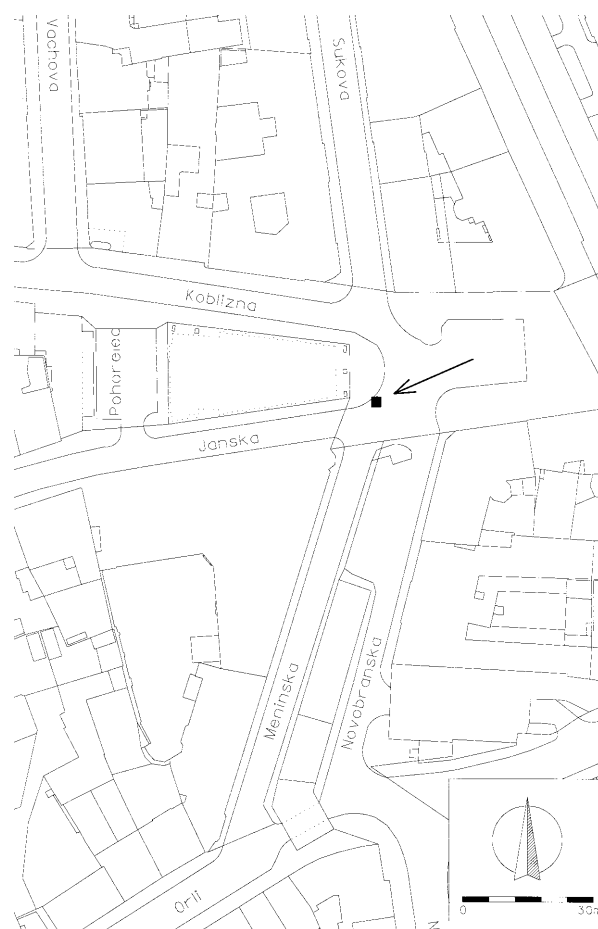 Vachova
Sukova
Koblizna
Pohorelec
Janska
Meninska
Novobranska
Orli
N
0
30m